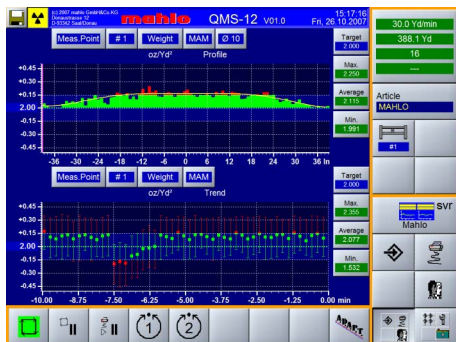 (c) 2007 mahlo GmbH&Co.KG
Donaustrasse 12
D-93342 Saal/Donau
mahlo
QMS-12 V01.0
15:17:16
Fri, 26.10.2007
30.0 Yd/min
388.1 Yd
16
---
Meas.Point # 1 Weight MAM Ø 10
oz/Yd² Profile
Target
2.000
Max.
2.250
Average
2.115
Min.
1.991
+0.45
+0.30
+0.15
2.00
-0.15
-0.30
-0.45
-36 -30 -24 -18 -12 -6 0 6 12 18 24 30 36 In
Article
MAHLO
#1
Meas.Point # 1 Weight MAM
oz/Yd² Trend
Target
2.000
Max.
2.355
Average
2.077
Min.
1.532
+0.45
+0.30
+0.15
2.00
-0.15
-0.30
-0.45
-10.00 -8.75 -7.50 -6.25 -5.00 -3.75 -2.50 -1.25 0.00 min
svr
Mahlo
1
2